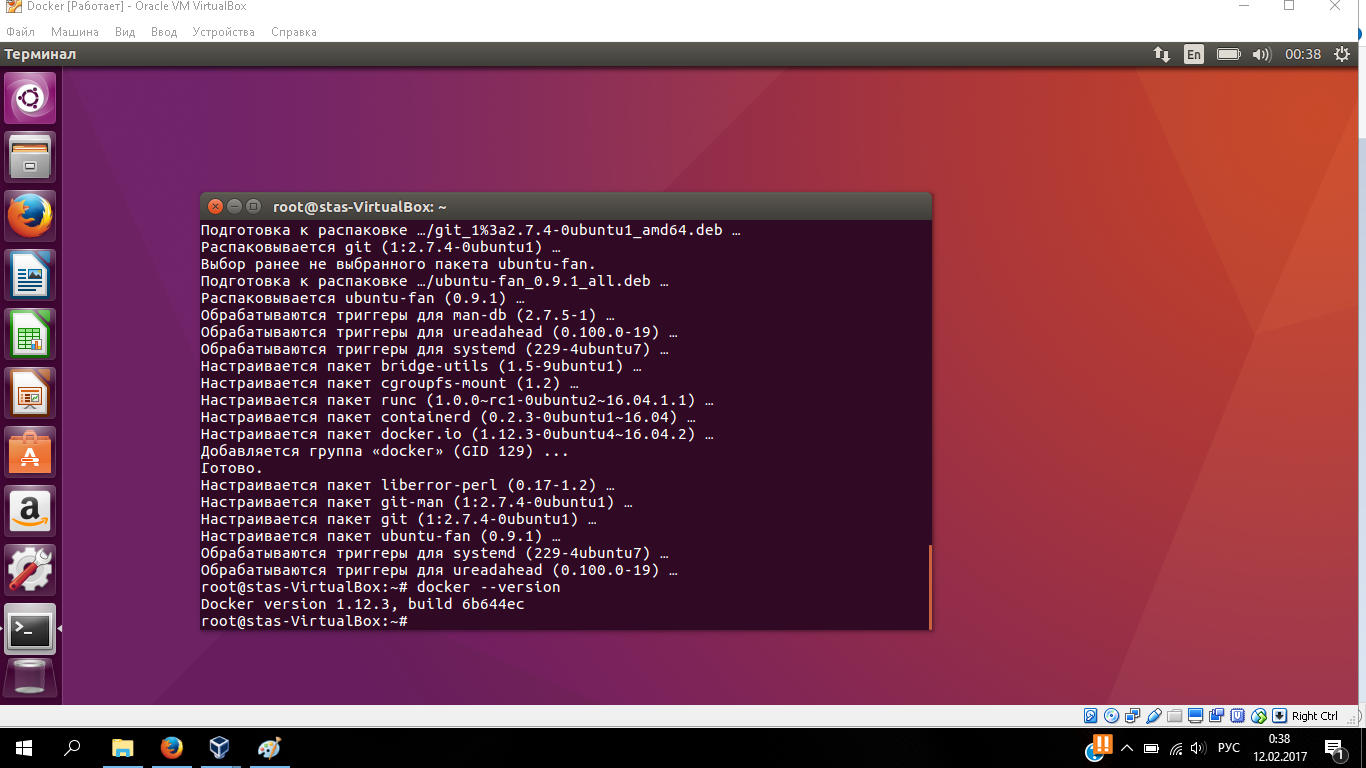 Docker [Работает] - Oracle VM VirtualBox
Файл Машина Вид Ввод Устройства Справка
Терминал En 00:38
root@stas-VirtualBox: ~
Подготовка к распаковке …/git_1%3a2.7.4-0ubuntu1_amd64.deb …
Распаковывается git (1:2.7.4-0ubuntu1) …
Выбор ранее не выбранного пакета ubuntu-fan.
Подготовка к распаковке …/ubuntu-fan_0.9.1_all.deb …
Распаковывается ubuntu-fan (0.9.1) …
Обрабатываются триггеры для man-db (2.7.5-1) …
Обрабатываются триггеры для ureadahead (0.100.0-19) …
Обрабатываются триггеры для systemd (229-4ubuntu7) …
Настраивается пакет bridge-utils (1.5-9ubuntu1) …
Настраивается пакет cgroupfs-mount (1.2) …
Настраивается пакет runc (1.0.0~rc1-0ubuntu2~16.04.1.1) …
Настраивается пакет containerd (0.2.3-0ubuntu1~16.04) …
Настраивается пакет docker.io (1.12.3-0ubuntu4~16.04.2) …
Добавляется группа «docker» (GID 129) ...
Готово.
Настраивается пакет liberror-perl (0.17-1.2) …
Настраивается пакет git-man (1:2.7.4-0ubuntu1) …
Настраивается пакет git (1:2.7.4-0ubuntu1) …
Настраивается пакет ubuntu-fan (0.9.1) …
Обрабатываются триггеры для systemd (229-4ubuntu7) …
Обрабатываются триггеры для ureadahead (0.100.0-19) …
root@stas-VirtualBox:~# docker --version
Docker version 1.12.3, build 6b644ec
root@stas-VirtualBox:~#
Right Ctrl
РУС 0:38
12.02.2017 1